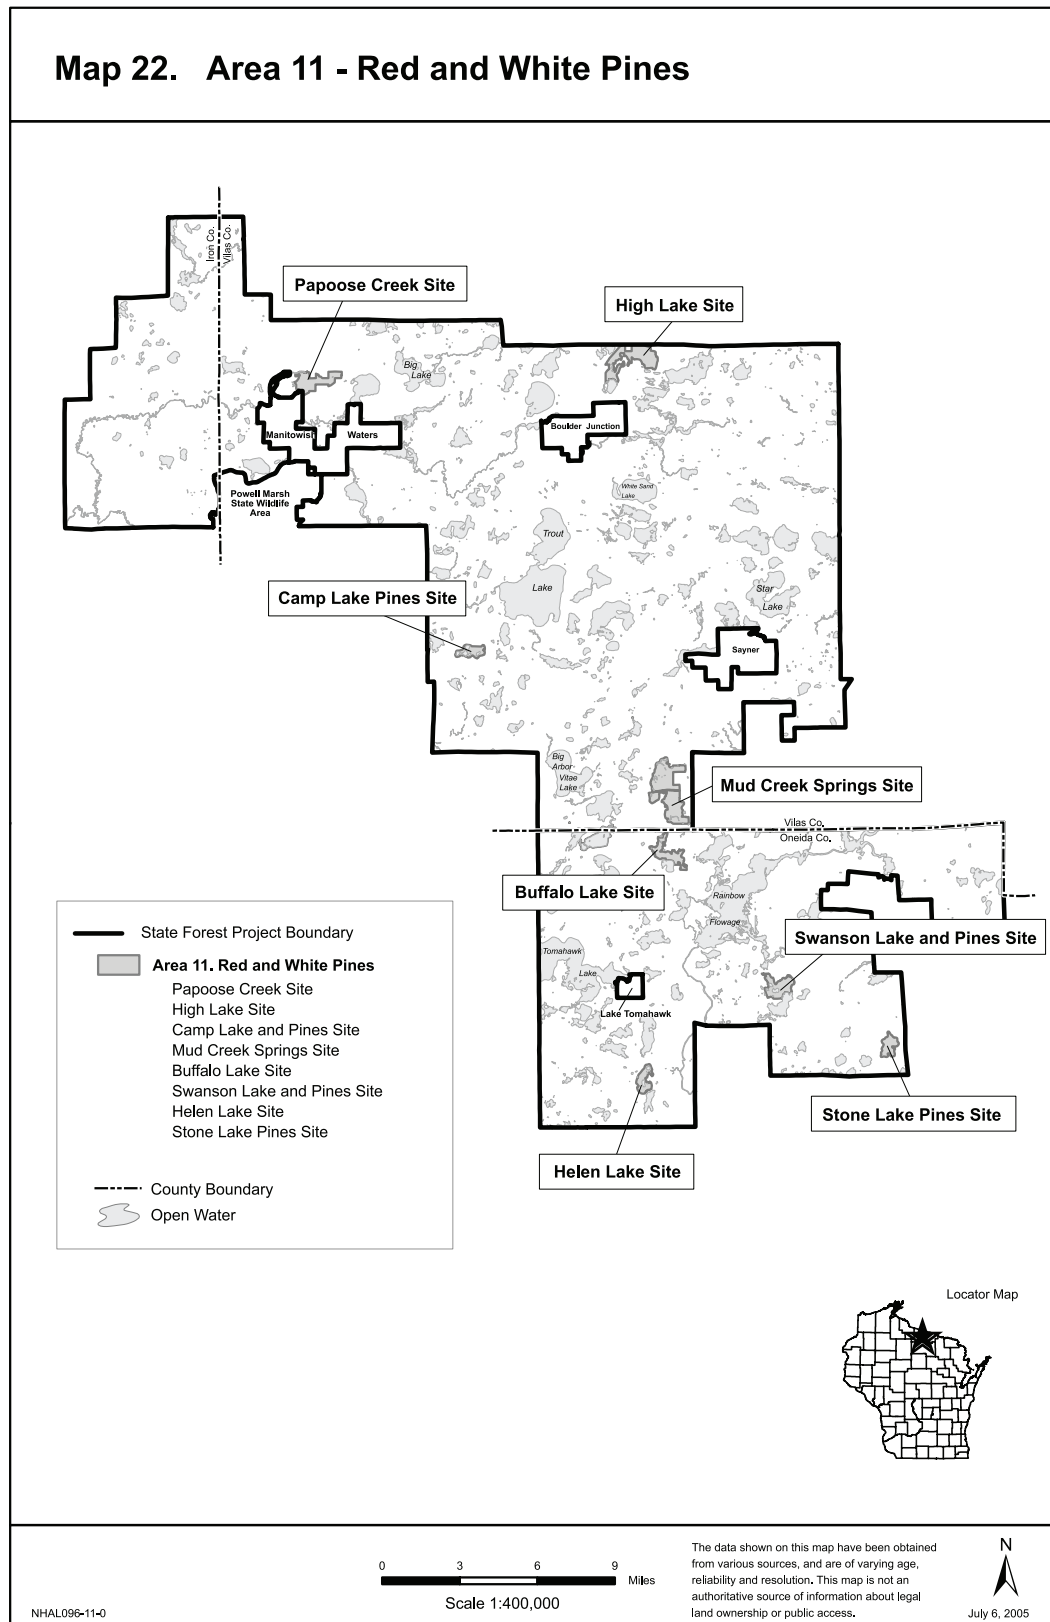 Map 22. Area 11 - Red and White Pines
Iron Co.
Vilas Co.
Papoose Creek Site
High Lake Site
Big
Lake
Manitowish
Waters
Boulder Junction
Powell Marsh
State Wildlife
Area
White Sand
Lake
Trout
Lake
Camp Lake Pines Site
Star
Lake
Sayner
Big
Arbor
Vitae
Lake
Mud Creek Springs Site
Vilas Co.
Oneida Co.
Buffalo Lake Site
Rainbow
Flowage
Swanson Lake and Pines Site
Tomahawk
Lake
Lake Tomahawk
Stone Lake Pines Site
Helen Lake Site
State Forest Project Boundary
Area 11. Red and White Pines
Papoose Creek Site
High Lake Site
Camp Lake and Pines Site
Mud Creek Springs Site
Buffalo Lake Site
Swanson Lake and Pines Site
Helen Lake Site
Stone Lake Pines Site
County Boundary
Open Water
Locator Map
0 3 6 9
Miles
Scale 1:400,000
The data shown on this map have been obtained
from various sources, and are of varying age,
reliability and resolution. This map is not an
authoritative source of information about legal
land ownership or public access.
N
July 6, 2005
NHAL096-11-0